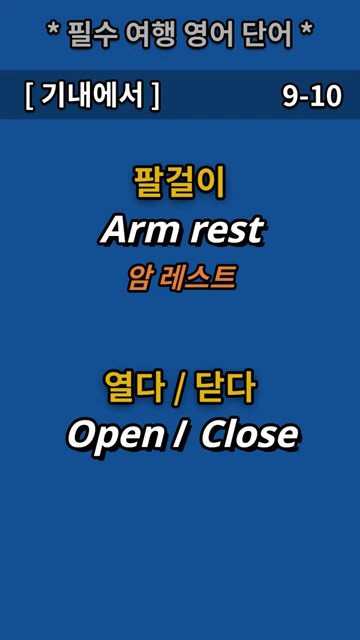 * 필수 여행 영어 단어 *
[ 기내에서 ] 9-10
팔걸이
Arm rest
암 레스트
열다 / 닫다
Open / Close